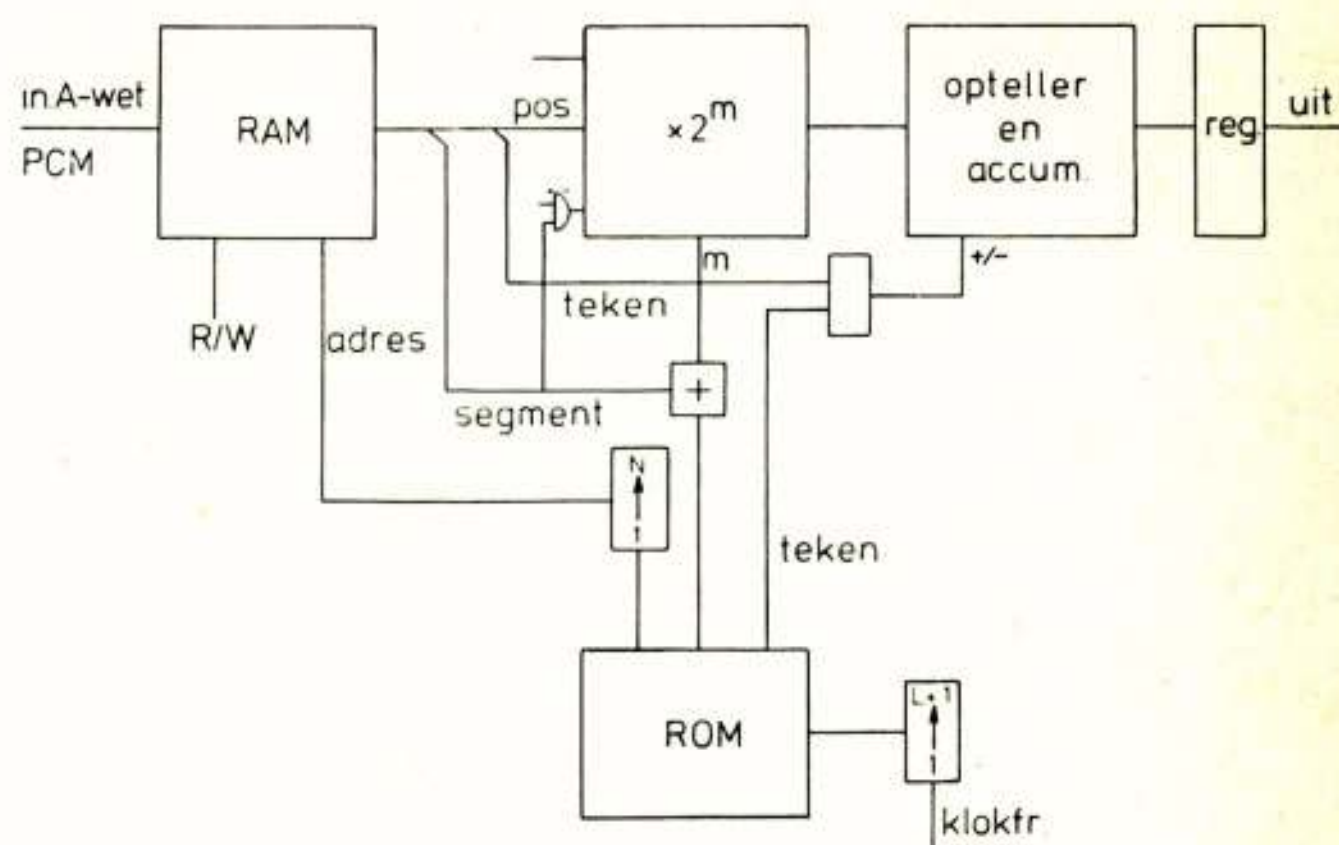 in.A-wet
PCM
RAM
pos
×2^m
opteller
en
accum.
reg
uit
R/W
adres
teken
m
+/-
segment
+
N
1
teken
ROM
L+1
1
klokfr.